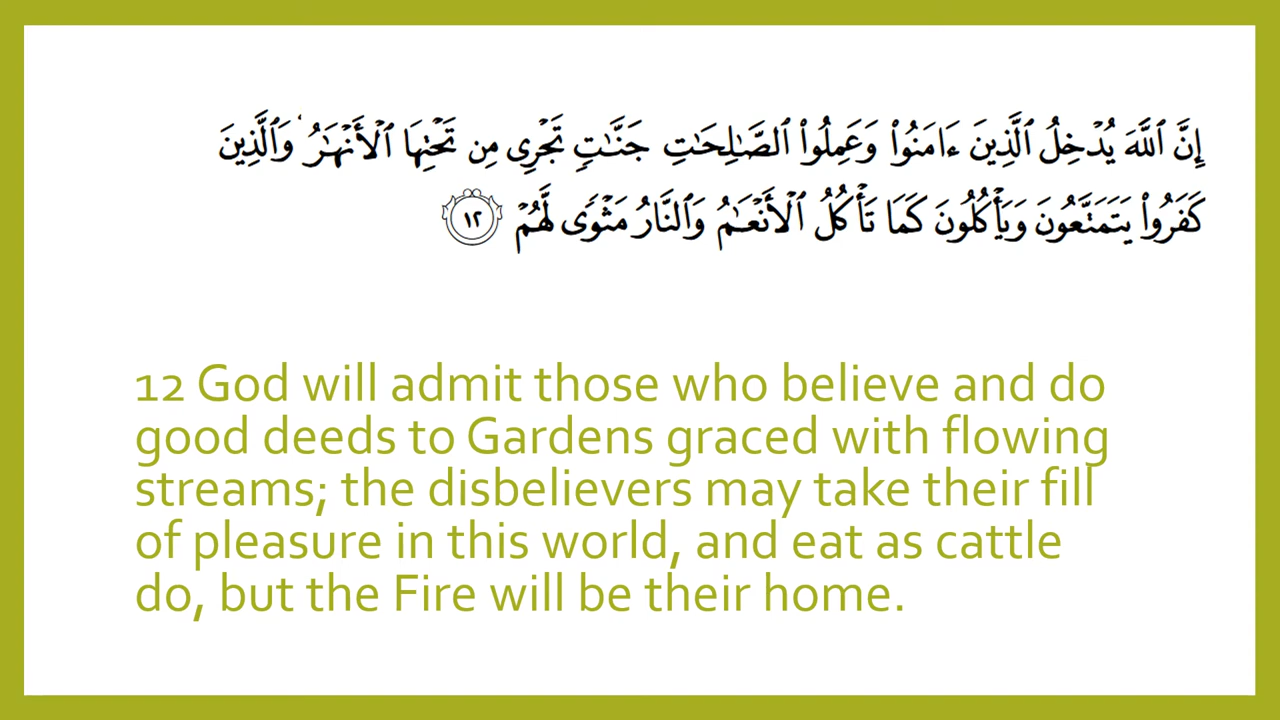 إِنَّ ٱللَّهَ يُدْخِلُ ٱلَّذِينَ ءَامَنُوا۟ وَعَمِلُوا۟ ٱلصَّـٰلِحَـٰتِ جَنَّـٰتٍ تَجْرِى مِن تَحْتِهَا ٱلْأَنْهَـٰرُ ۖ وَٱلَّذِينَ
كَفَرُوا۟ يَتَمَتَّعُونَ وَيَأْكُلُونَ كَمَا تَأْكُلُ ٱلْأَنْعَـٰمُ وَٱلنَّارُ مَثْوًى لَّهُمْ ١٢
12 God will admit those who believe and do
good deeds to Gardens graced with flowing
streams; the disbelievers may take their fill
of pleasure in this world, and eat as cattle
do, but the Fire will be their home.